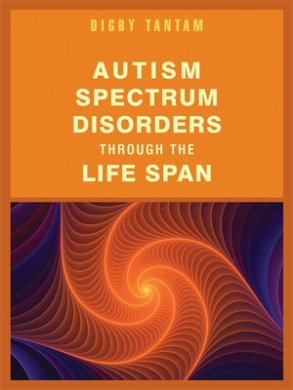 DIGBY TANTAM
AUTISM
SPECTRUM
DISORDERS
THROUGH THE
LIFE SPAN